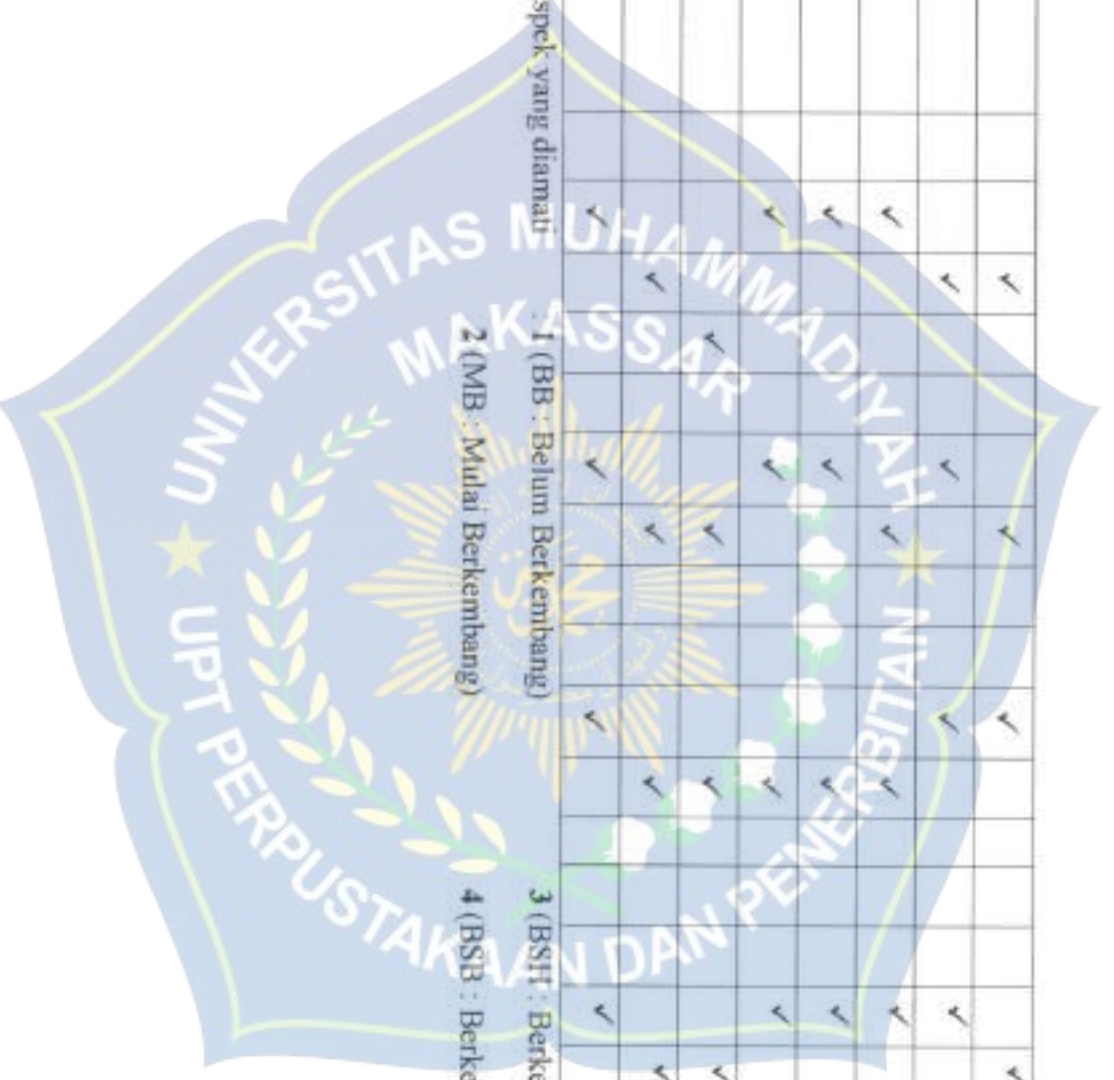 spek yang diamati : 1 (BB : Belum Berkembang) 3 (BSH : Berke
2 (MB : Mulai Berkembang) 4 (BSB : Berke
UNIVERSITAS MUHAMMADIYAH
MAKASSAR
UPT PERPUSTAKAAN DAN PENERBITAN